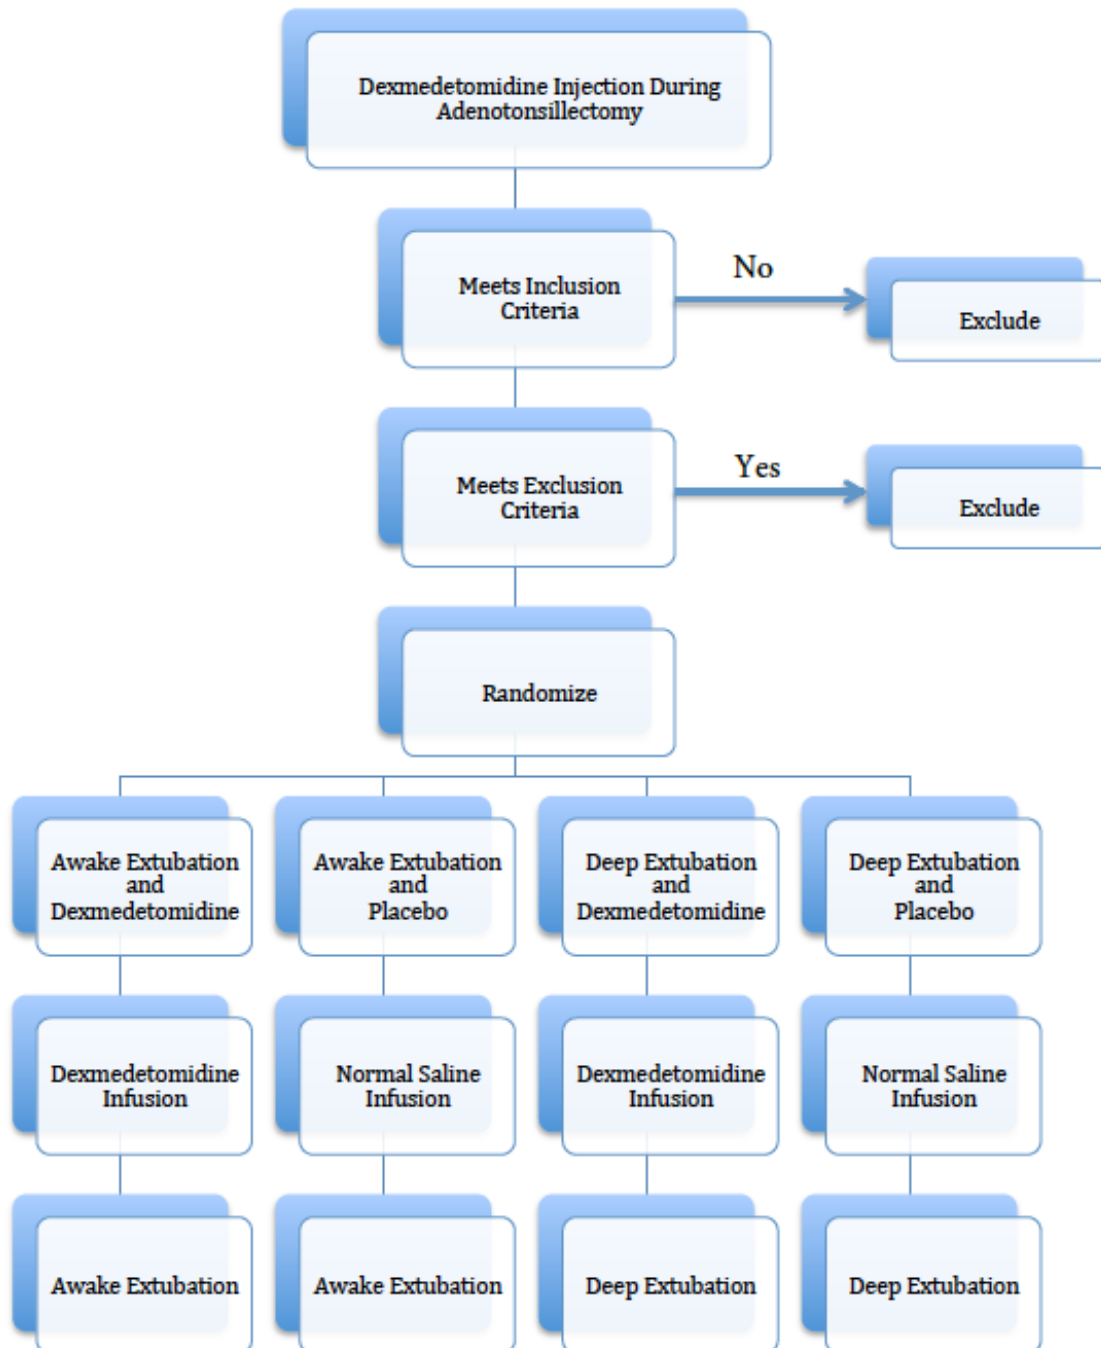 Dexmedetomidine Injection During
Adenotonsillectomy
Meets Inclusion
Criteria
No
Exclude
Meets Exclusion
Criteria
Yes
Exclude
Randomize
Awake Extubation
and
Dexmedetomidine
Awake Extubation
and
Placebo
Deep Extubation
and
Dexmedetomidine
Deep Extubation
and
Placebo
Dexmedetomidine
Infusion
Normal Saline
Infusion
Dexmedetomidine
Infusion
Normal Saline
Infusion
Awake Extubation
Awake Extubation
Deep Extubation
Deep Extubation